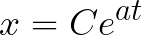 x = Ce^{at}